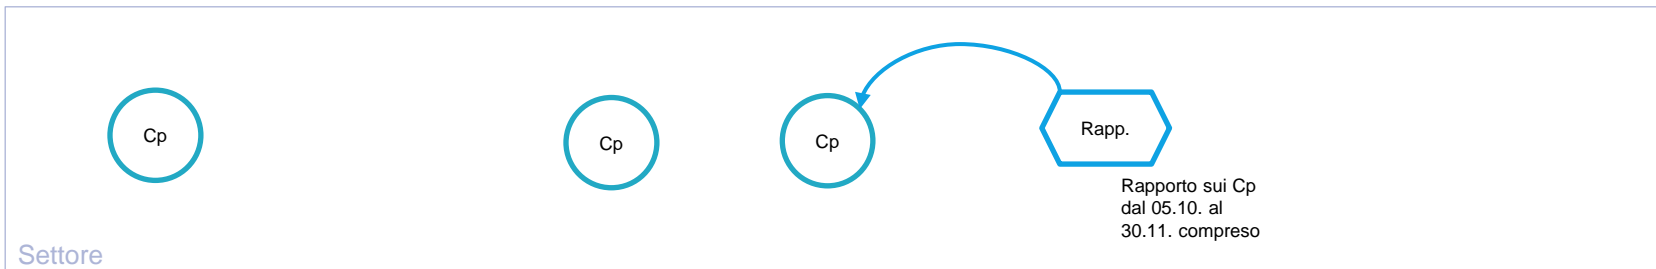 Cp
Cp
Cp
Rapp.
Rapporto sui Cp
dal 05.10. al
30.11. compreso
Settore